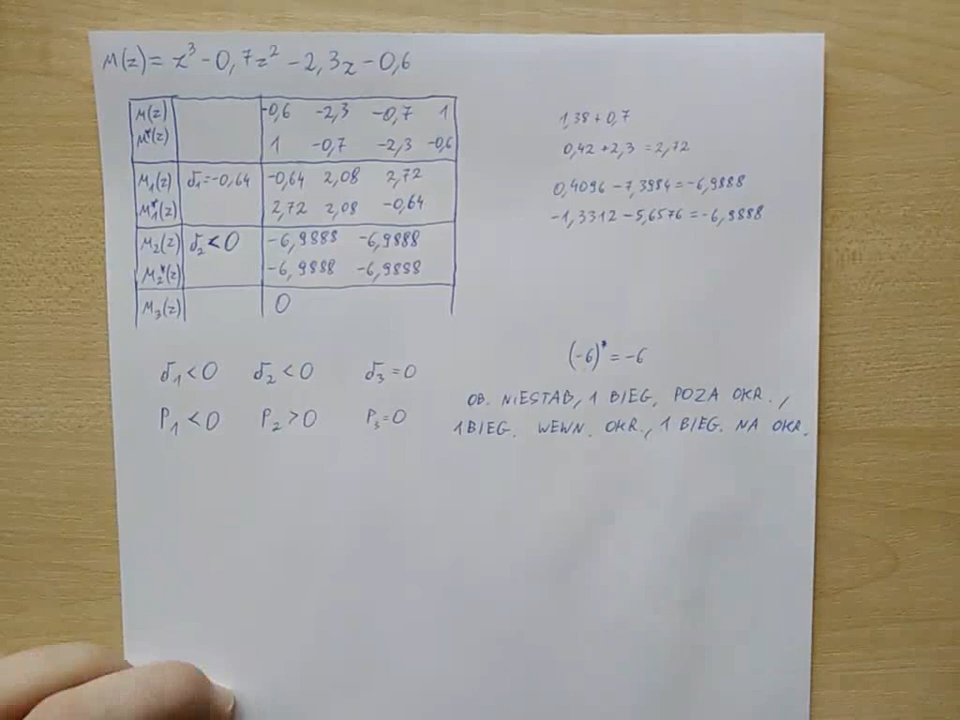 M(z) = z³ - 0,7z² - 2,3z - 0,6
M(z) -0,6 -2,3 -0,7 1
M*(z) 1 -0,7 -2,3 -0,6
M₁(z) δ₁=-0,64 -0,64 2,08 2,72
M₁*(z) 2,72 2,08 -0,64
M₂(z) δ₂<0 -6,9888 -6,9888
M₂*(z) -6,9888 -6,9888
M₃(z) 0
1,38 + 0,7
0,42 + 2,3 = 2,72
0,4096 - 7,3984 = -6,9888
-1,3312 - 5,6576 = -6,9888
δ₁<0 δ₂<0 δ₃=0
P₁<0 P₂>0 P₃=0
(-6)* = -6
OB. NIESTAB, 1 BIEG, POZA OKR.,
1 BIEG. WEWN. OKR., 1 BIEG. NA OKR.